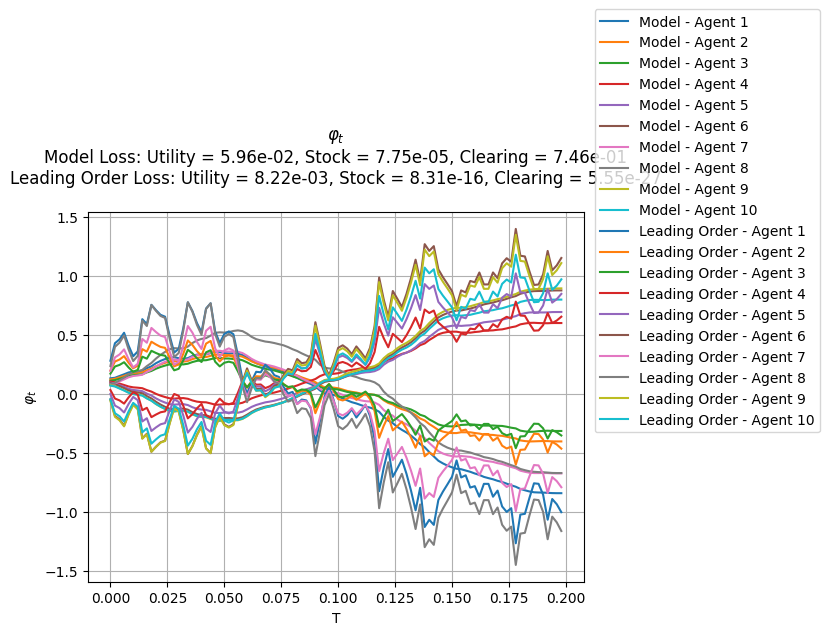 φₜ
Model Loss: Utility = 5.96e-02, Stock = 7.75e-05, Clearing = 7.46e-01
Leading Order Loss: Utility = 8.22e-03, Stock = 8.31e-16, Clearing = 5.55e-27
Model - Agent 1
Model - Agent 2
Model - Agent 3
Model - Agent 4
Model - Agent 5
Model - Agent 6
Model - Agent 7
Model - Agent 8
Model - Agent 9
Model - Agent 10
Leading Order - Agent 1
Leading Order - Agent 2
Leading Order - Agent 3
Leading Order - Agent 4
Leading Order - Agent 5
Leading Order - Agent 6
Leading Order - Agent 7
Leading Order - Agent 8
Leading Order - Agent 9
Leading Order - Agent 10
1.5
1.0
0.5
0.0
−0.5
−1.0
−1.5
φₜ
0.000 0.025 0.050 0.075 0.100 0.125 0.150 0.175 0.200
T